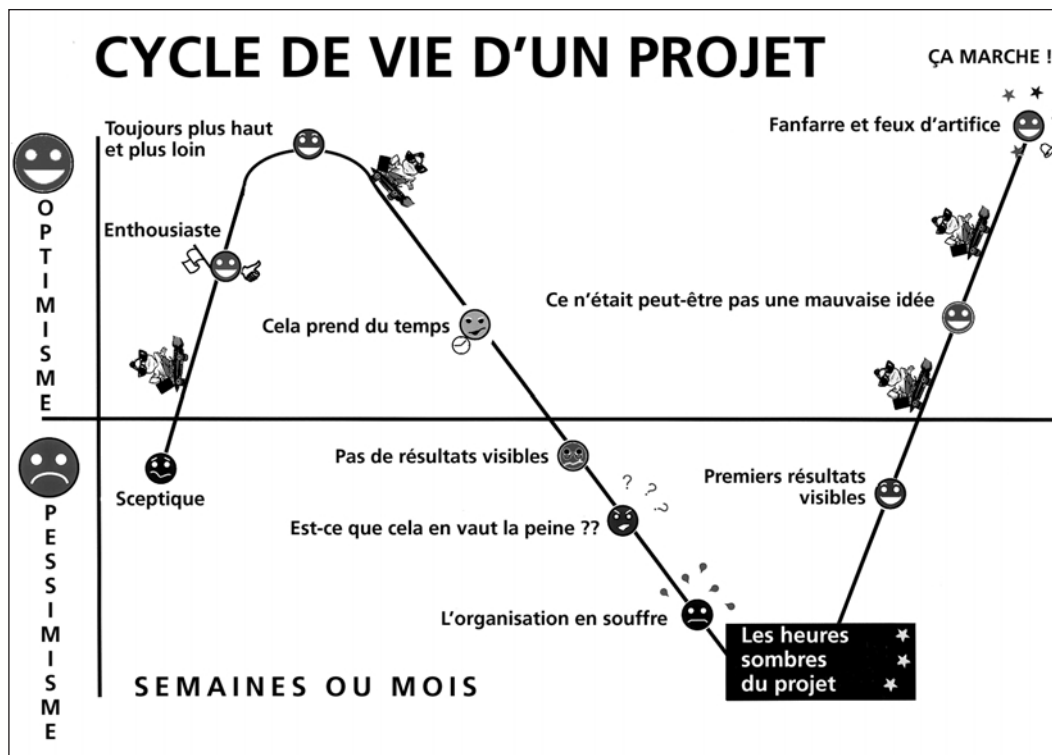 CYCLE DE VIE D'UN PROJET
ÇA MARCHE !
Toujours plus haut
et plus loin
Fanfarre et feux d'artifice
OPTIMISME
Enthousiaste
Ce n'était peut-être pas une mauvaise idée
Cela prend du temps
Pas de résultats visibles
Premiers résultats
visibles
Sceptique
? ? ?
Est-ce que cela en vaut la peine ??
PESSIMISME
L'organisation en souffre
Les heures
sombres
du projet
SEMAINES OU MOIS